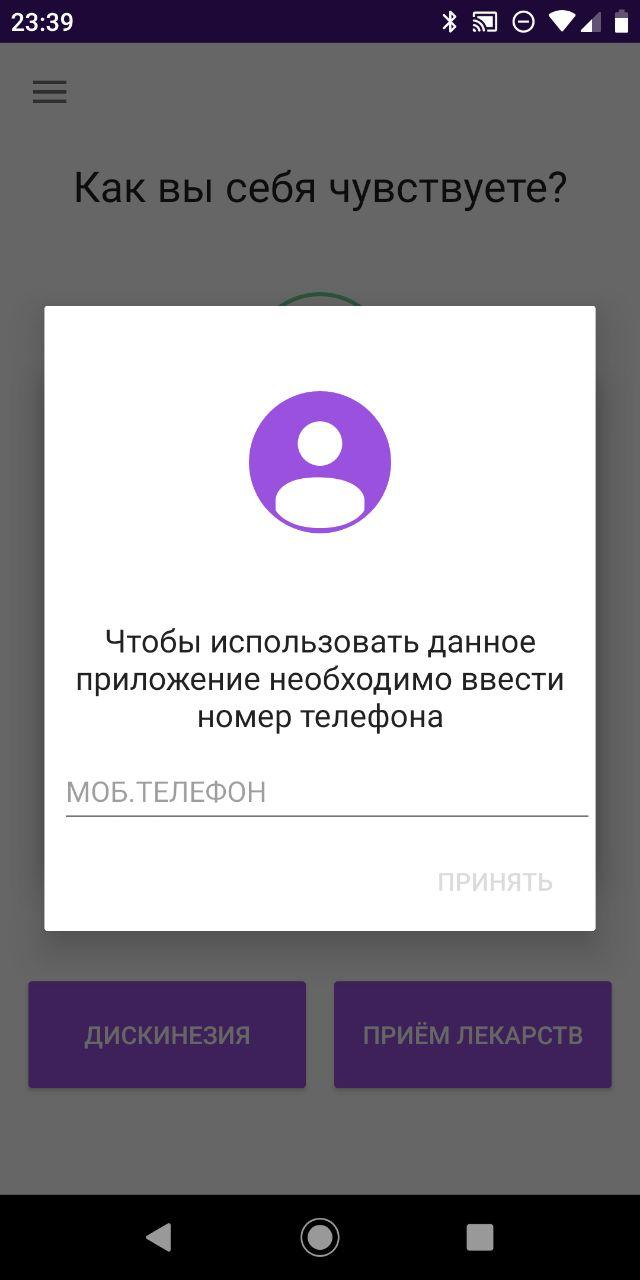 23:39
Как вы себя чувствуете?
Чтобы использовать данное
приложение необходимо ввести
номер телефона
МОБ.ТЕЛЕФОН
ПРИНЯТЬ
ДИСКИНЕЗИЯ
ПРИЁМ ЛЕКАРСТВ